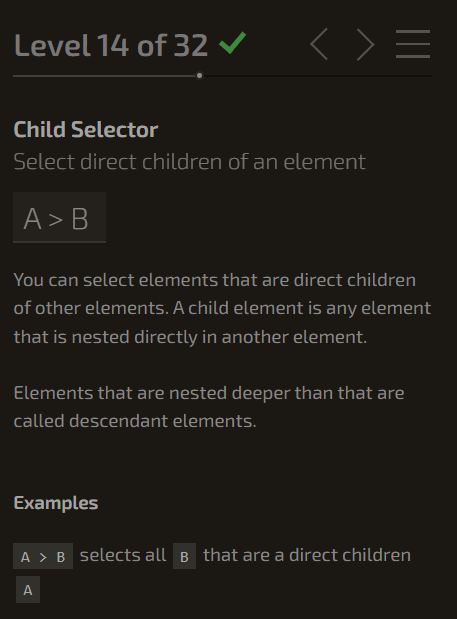 Level 14 of 32
Child Selector
Select direct children of an element
A > B
You can select elements that are direct children
of other elements. A child element is any element
that is nested directly in another element.
Elements that are nested deeper than that are
called descendant elements.
Examples
A > B selects all B that are a direct children
A